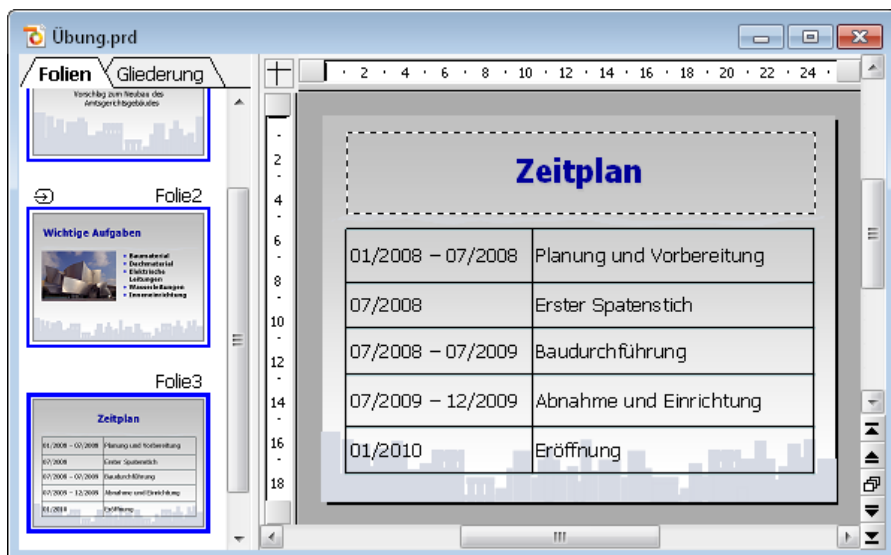 Übung.prd
Folien Gliederung
Vorschlag zum Neubau des
Amtsgerichtsgebäudes
Folie2
Wichtige Aufgaben
Baumaterial
Dachmaterial
Elektrische
Leitungen
Wasserleitungen
Inneneinrichtung
Folie3
Zeitplan
01/2008 – 07/2008 Planung und Vorbereitung
07/2008 Erster Spatenstich
07/2008 – 07/2009 Baudurchführung
07/2009 – 12/2009 Abnahme und Einrichtung
01/2010 Eröffnung
2 4 6 8 10 12 14 16 18 20 22 24
2
4
6
8
10
12
14
16
18
Zeitplan
01/2008 – 07/2008 Planung und Vorbereitung
07/2008 Erster Spatenstich
07/2008 – 07/2009 Baudurchführung
07/2009 – 12/2009 Abnahme und Einrichtung
01/2010 Eröffnung